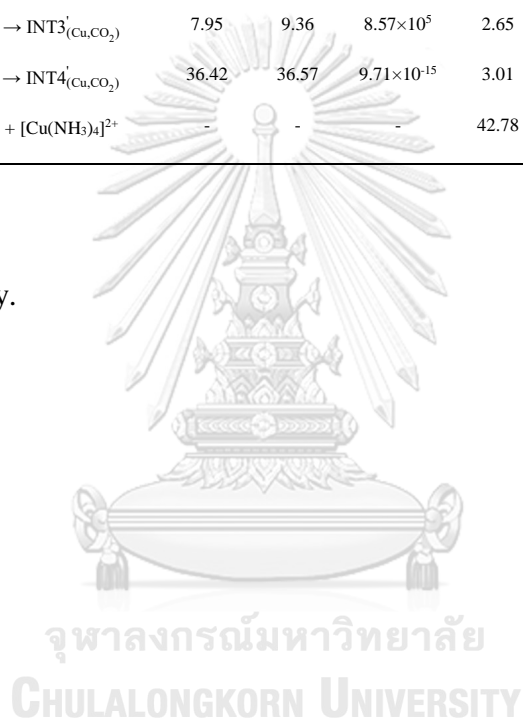 → INT3'(Cu,CO₂) 7.95 9.36 8.57×10⁵ 2.65
→ INT4'(Cu,CO₂) 36.42 36.57 9.71×10⁻¹⁵ 3.01
+ [Cu(NH₃)₄]²⁺ - - - 42.78
y.
จุฬาลงกรณ์มหาวิทยาลัย
CHULALONGKORN UNIVERSITY